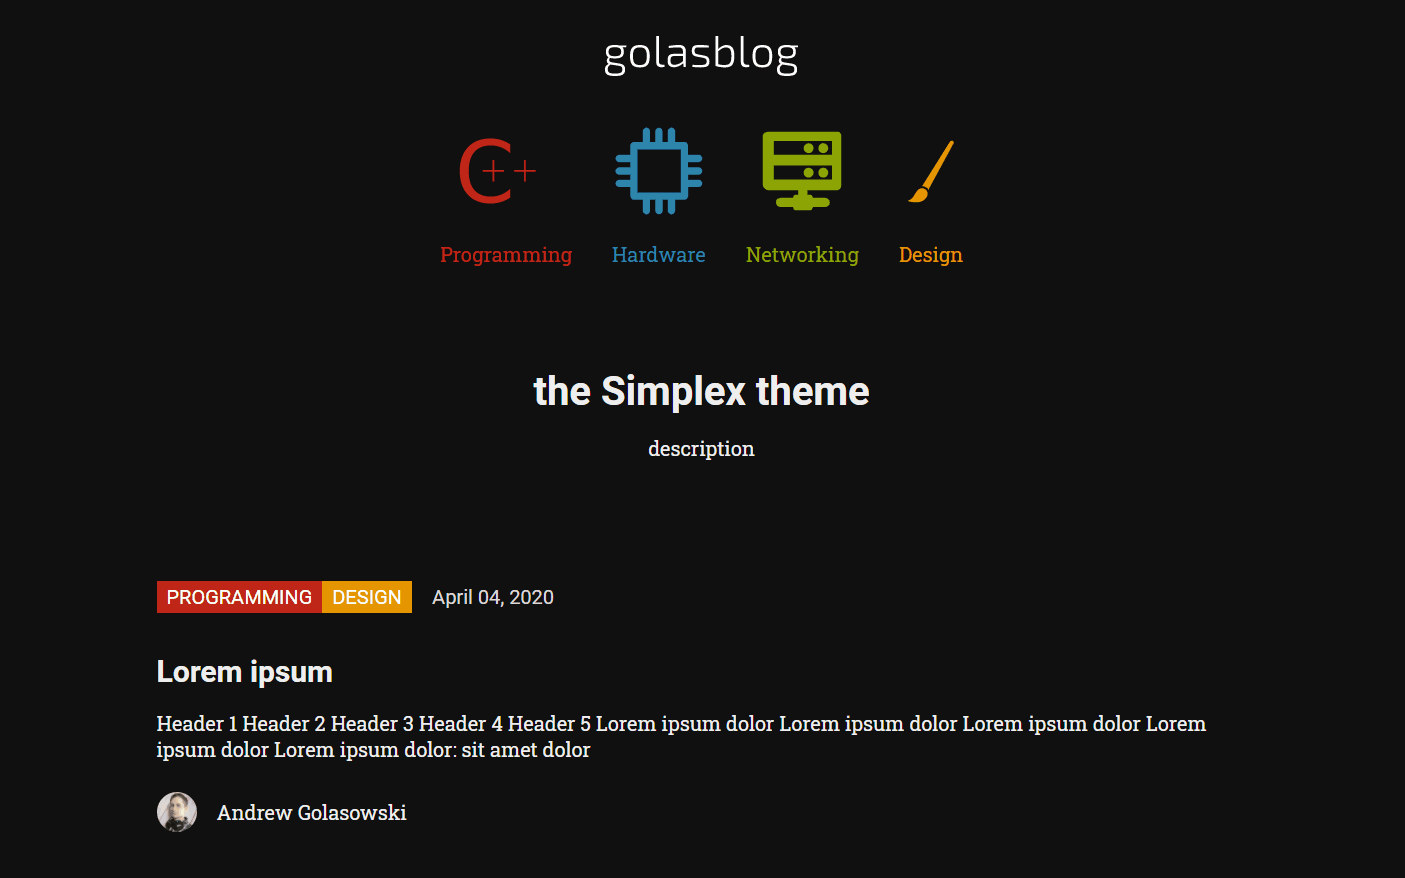 golasblog
C++
Programming Hardware Networking Design
the Simplex theme
description
PROGRAMMING DESIGN April 04, 2020
Lorem ipsum
Header 1 Header 2 Header 3 Header 4 Header 5 Lorem ipsum dolor Lorem ipsum dolor Lorem ipsum dolor Lorem
ipsum dolor Lorem ipsum dolor: sit amet dolor
Andrew Golasowski